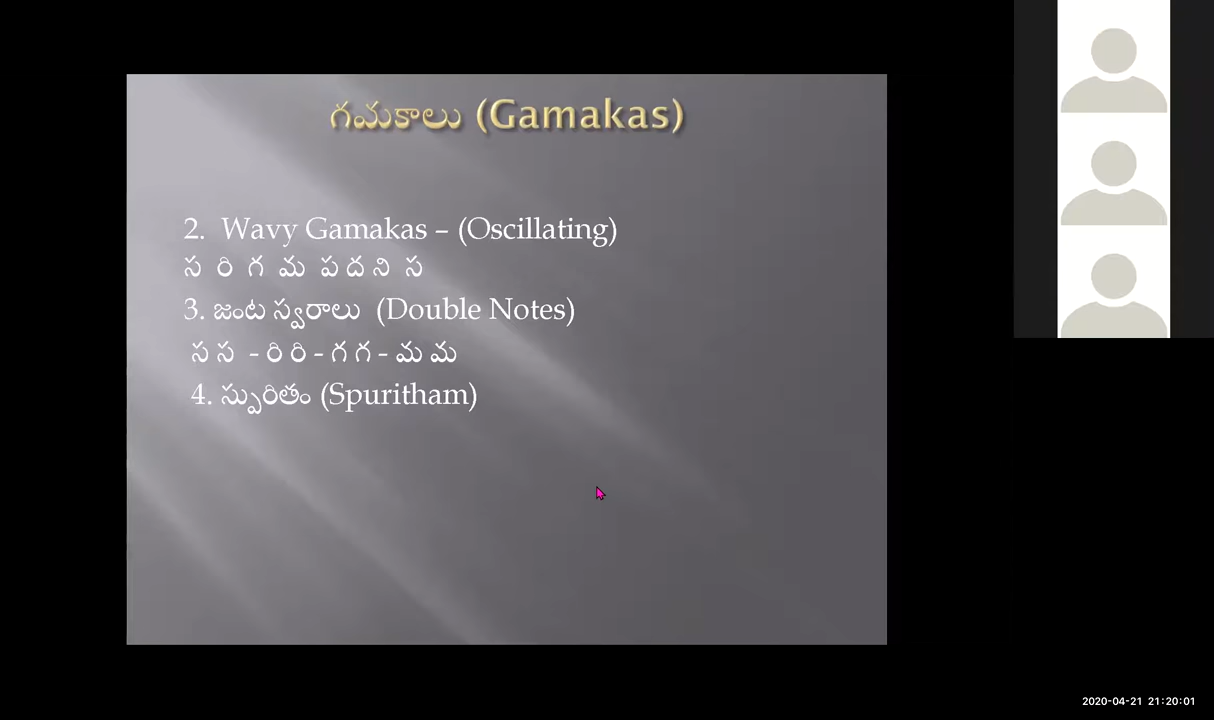 గమకాలు (Gamakas)
2. Wavy Gamakas – (Oscillating)
స రి గ మ ప ద ని స
3. జంట స్వరాలు (Double Notes)
స స - రి రి - గ గ - మ మ
4. స్పురితం (Spuritham)
2020-04-21 21:20:01